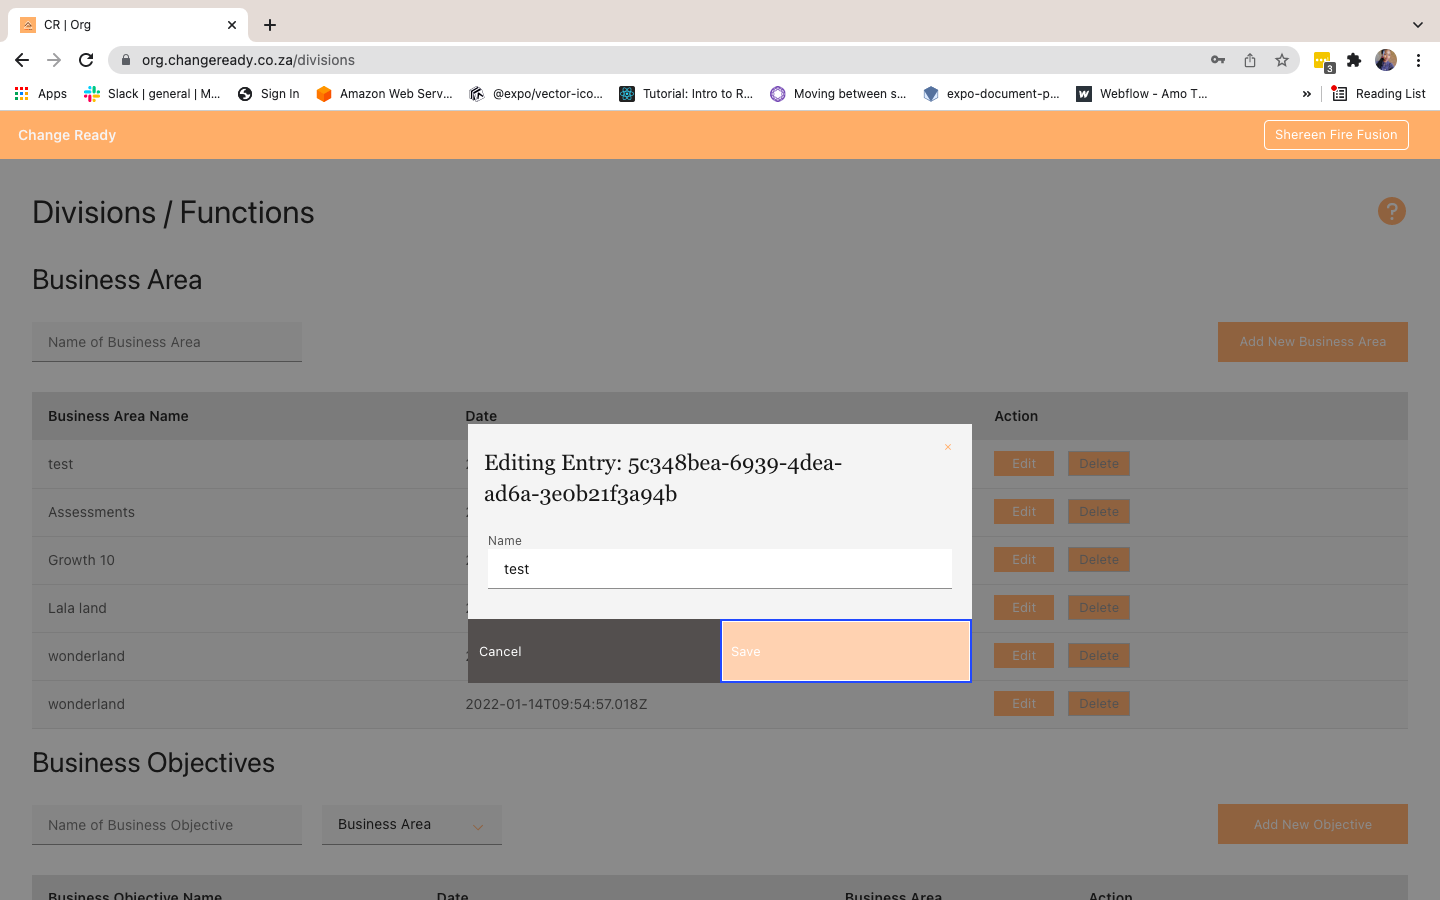 CR | Org
org.changeready.co.za/divisions
3
Apps
Slack | general | M...
Sign In
Amazon Web Serv...
@expo/vector-ico...
Tutorial: Intro to R...
Moving between s...
expo-document-p...
Webflow - Amo T...
»
Reading List
Change Ready
Shereen Fire Fusion
Divisions / Functions
?
Business Area
Name of Business Area
Add New Business Area
Business Area Name Date Action
test Edit Delete
Assessments Edit Delete
Growth 10 Edit Delete
Lala land Edit Delete
wonderland Edit Delete
wonderland 2022-01-14T09:54:57.018Z Edit Delete
Editing Entry: 5c348bea-6939-4dea-
ad6a-3e0b21f3a94b
Name
test
Cancel
Save
Business Objectives
Name of Business Objective
Business Area
Add New Objective
Business Objective Name Date Business Area Action